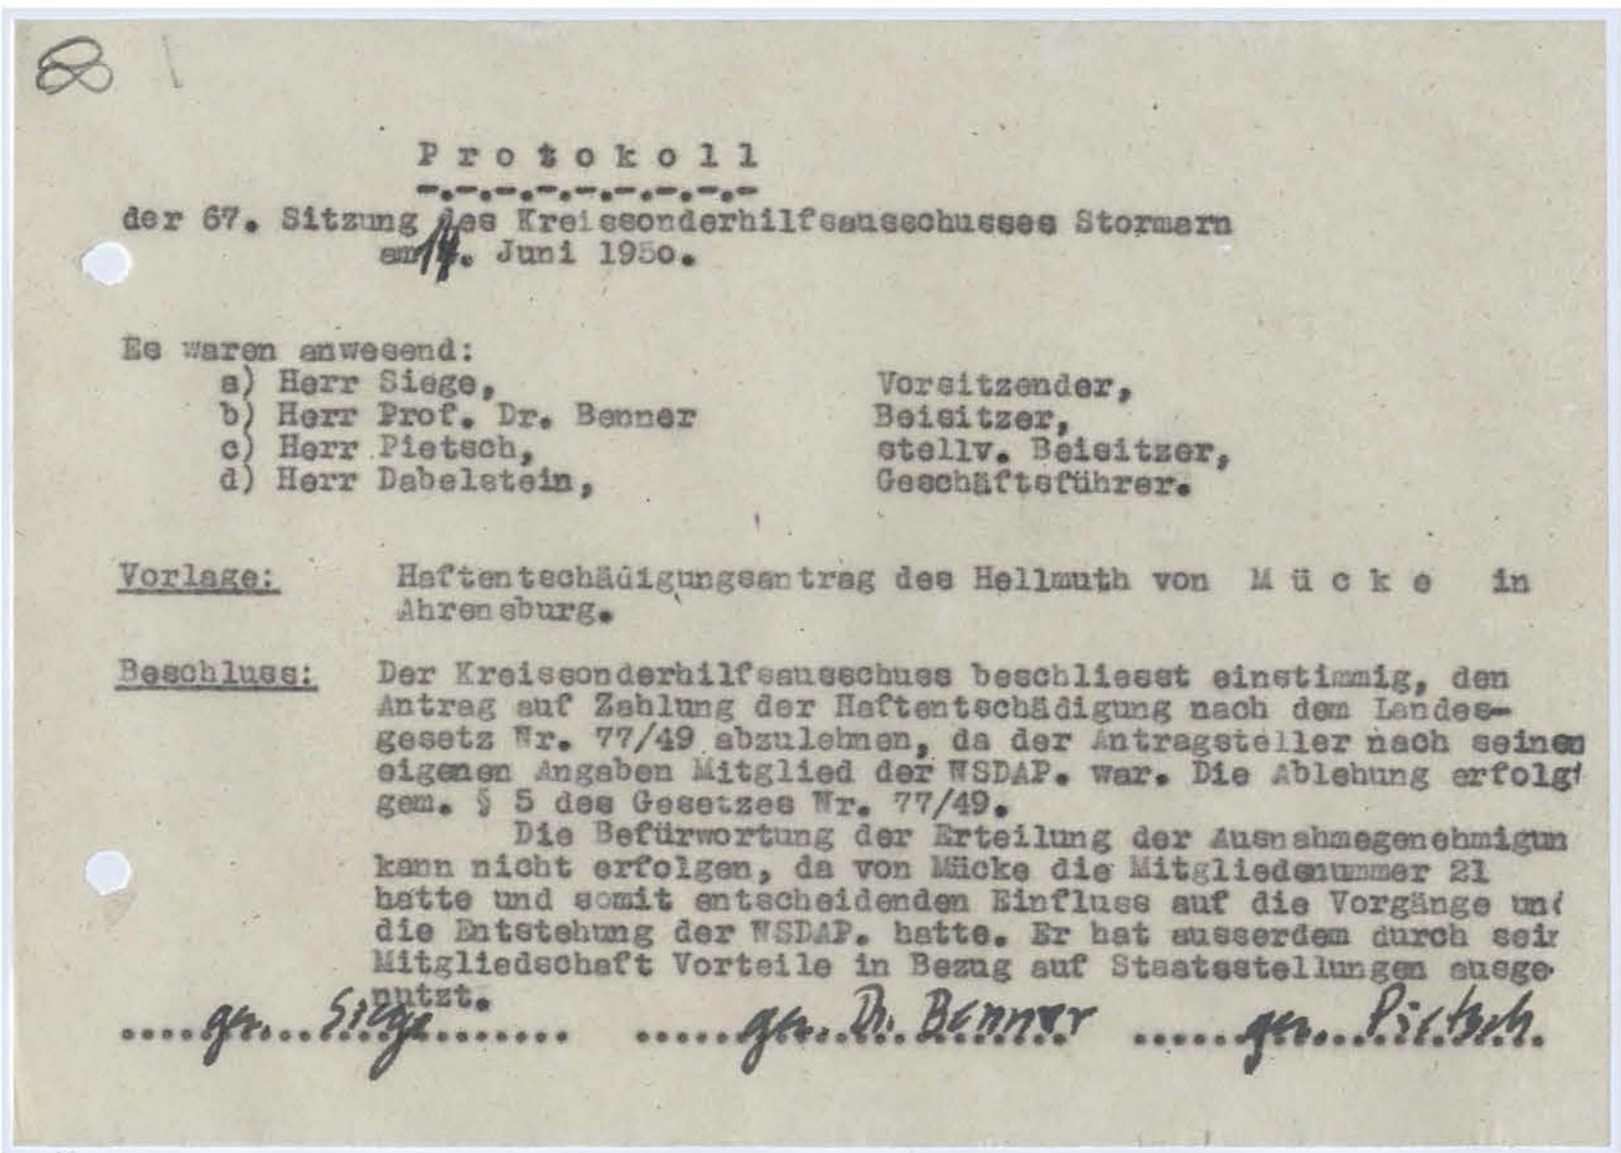 8
P r o t o k o l l
-.-.-.-.-.-.-.-.-
der 67. Sitzung des Kreissonderhilfsausschusses Stormarn
am 14. Juni 195o.
Es waren anwesend:
a) Herr Siege, Vorsitzender,
b) Herr Prof. Dr. Benner Beisitzer,
c) Herr Pietsch, stellv. Beisitzer,
d) Herr Dabelstein, Geschäftsführer.
Vorlage: Haftentschädigungsantrag des Hellmuth von M ü c k e in
Ahrensburg.
Beschluss: Der Kreissonderhilfsausschuss beschliesst einstimmig, den
Antrag auf Zahlung der Haftentschädigung nach dem Landes-
gesetz Nr. 77/49 abzulehnen, da der Antragsteller nach seinen
eigenen Angaben Mitglied der NSDAP. war. Die Ablehung erfolgt
gem. § 5 des Gesetzes Nr. 77/49.
Die Befürwortung der Erteilung der Ausnahmegenehmigun
kann nicht erfolgen, da von Mücke die Mitgliedsnummer 21
hatte und somit entscheidenden Einfluss auf die Vorgänge und
die Entstehung der NSDAP. hatte. Er hat ausserdem durch sein
Mitgliedschaft Vorteile in Bezug auf Staatsstellungen ausge-
nutzt.
....gez...Siege....... ......gez. Dr. Benner ......gez...Pietsch.